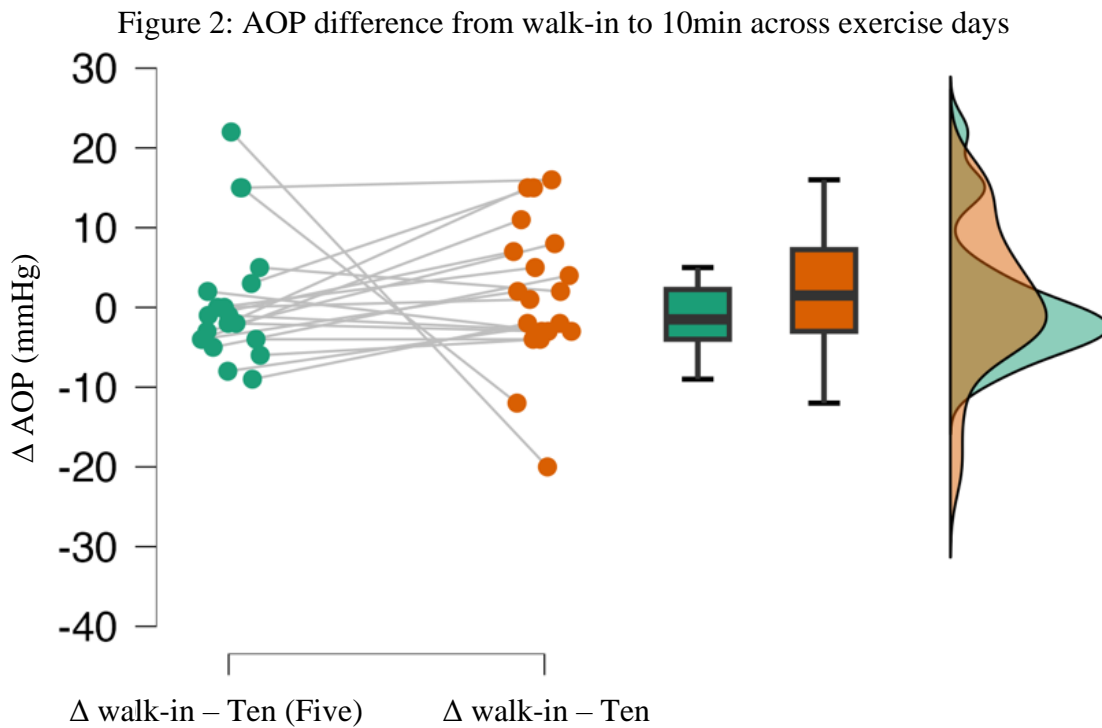 Figure 2: AOP difference from walk-in to 10min across exercise days
30
20
10
0
-10
-20
-30
-40
Δ AOP (mmHg)
Δ walk-in – Ten (Five)
Δ walk-in – Ten